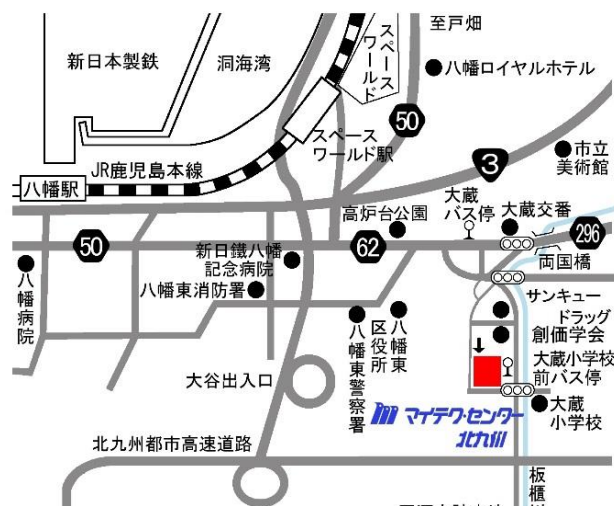 至戸畑
新日本製鉄
洞海湾
スペース
ワールド
八幡ロイヤルホテル
50
スペース
ワールド駅
3
市立
美術館
JR鹿児島本線
八幡駅
大蔵
バス停
大蔵交番
高炉台公園
296
50
新日鐵八幡
記念病院
62
両国橋
八幡病院
八幡東消防署
サンキュー
ドラッグ
創価学会
八幡東警察署
八幡東
区役所
大蔵小学校
前バス停
大谷出入口
マイテク・センター
北九州
大蔵
小学校
北九州都市高速道路
板櫃